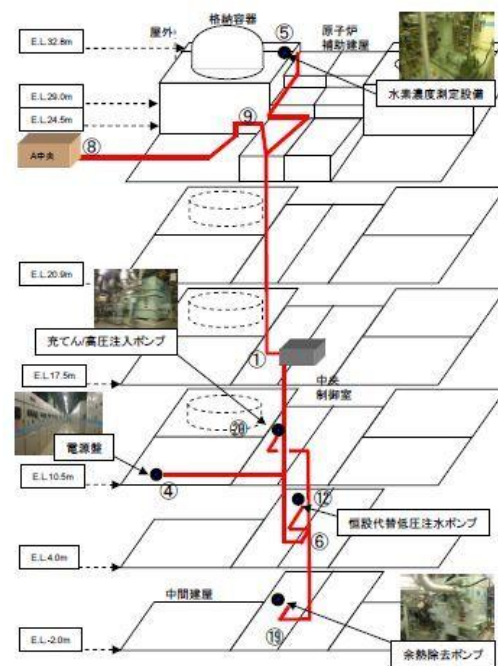 E.L.32.8m
屋外
格納容器
⑤
原子炉
補助建屋
水素濃度測定設備
E.L.29.0m
E.L.24.5m
⑨
A中央
⑧
E.L.20.9m
充てん/高圧注入ポンプ
①
E.L.17.5m
中央
制御室
⑳
電源盤
④
E.L.10.5m
⑫
恒設代替低圧注水ポンプ
⑥
E.L.4.0m
中間建屋
⑲
余熱除去ポンプ
E.L.-2.0m